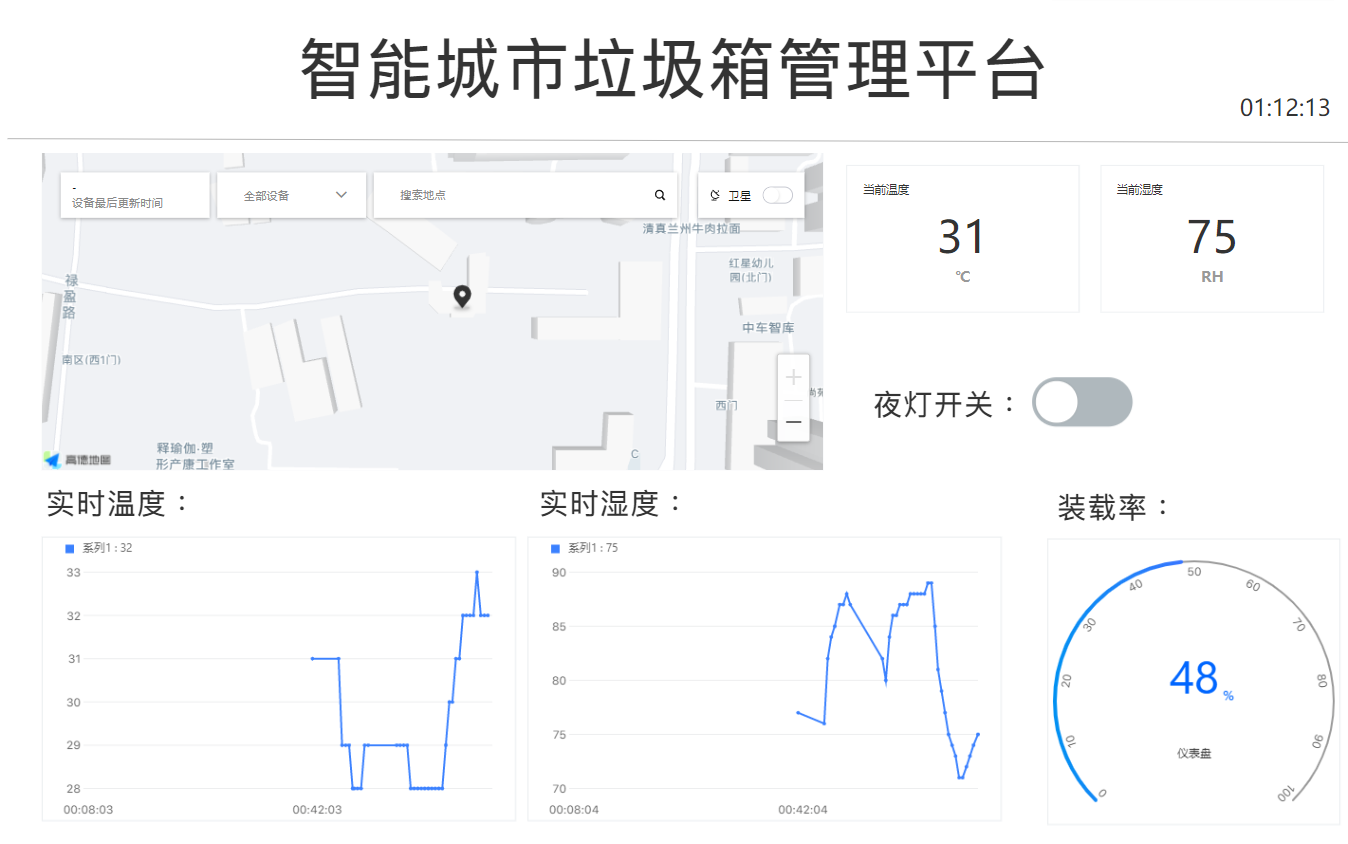 智能城市垃圾箱管理平台
01:12:13
-
设备最后更新时间
全部设备
搜索地点
卫星
清真兰州牛肉拉面
红星幼儿
园(北门)
禄盈路
中车智库
南区(西1门)
西门
释瑜伽·塑
形产康工作室
C
高德地图
当前温度
31
℃
当前湿度
75
RH
夜灯开关：
实时温度：
系列1 : 32
33
32
31
30
29
28
00:08:03 00:42:03
实时湿度：
系列1 : 75
90
85
80
75
70
00:08:04 00:42:04
装载率：
0
10
20
30
40
50
60
70
80
90
100
48 %
仪表盘